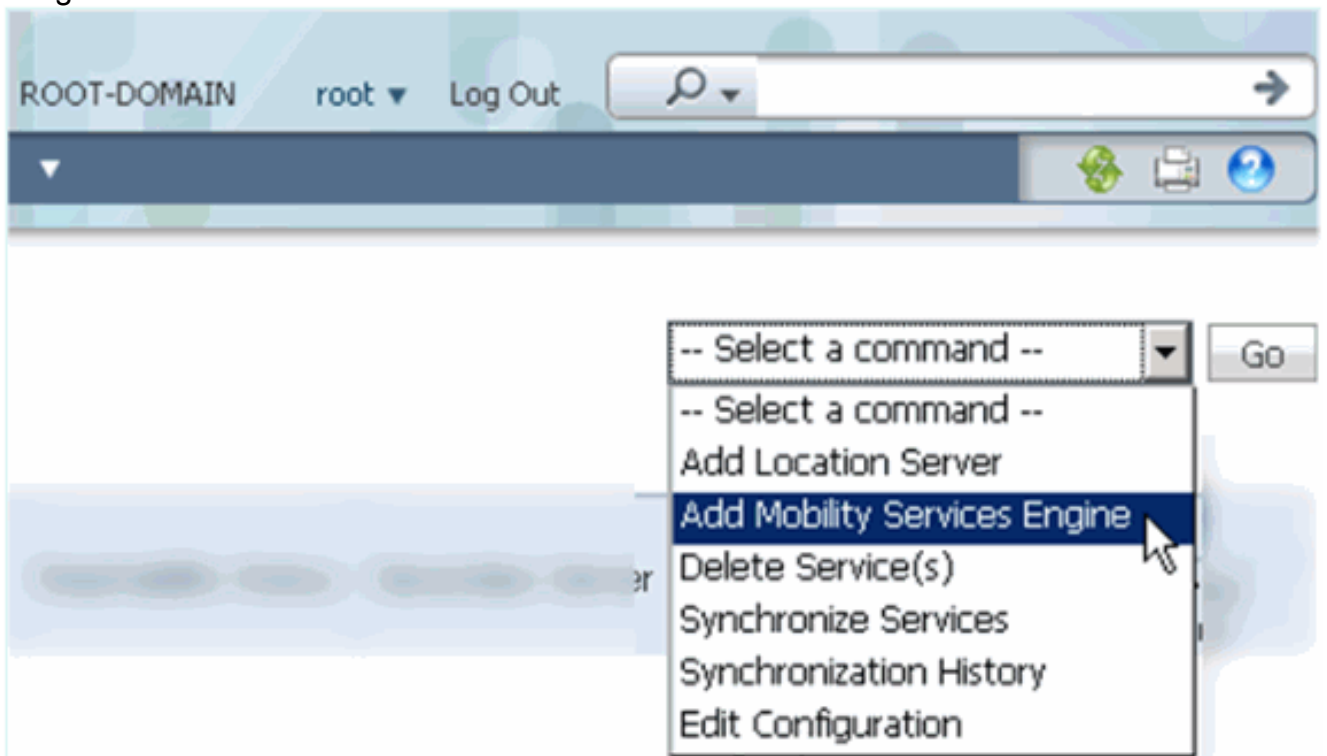 ROOT-DOMAIN root Log Out
-- Select a command -- Go
-- Select a command --
Add Location Server
Add Mobility Services Engine
Delete Service(s)
Synchronize Services
Synchronization History
Edit Configuration